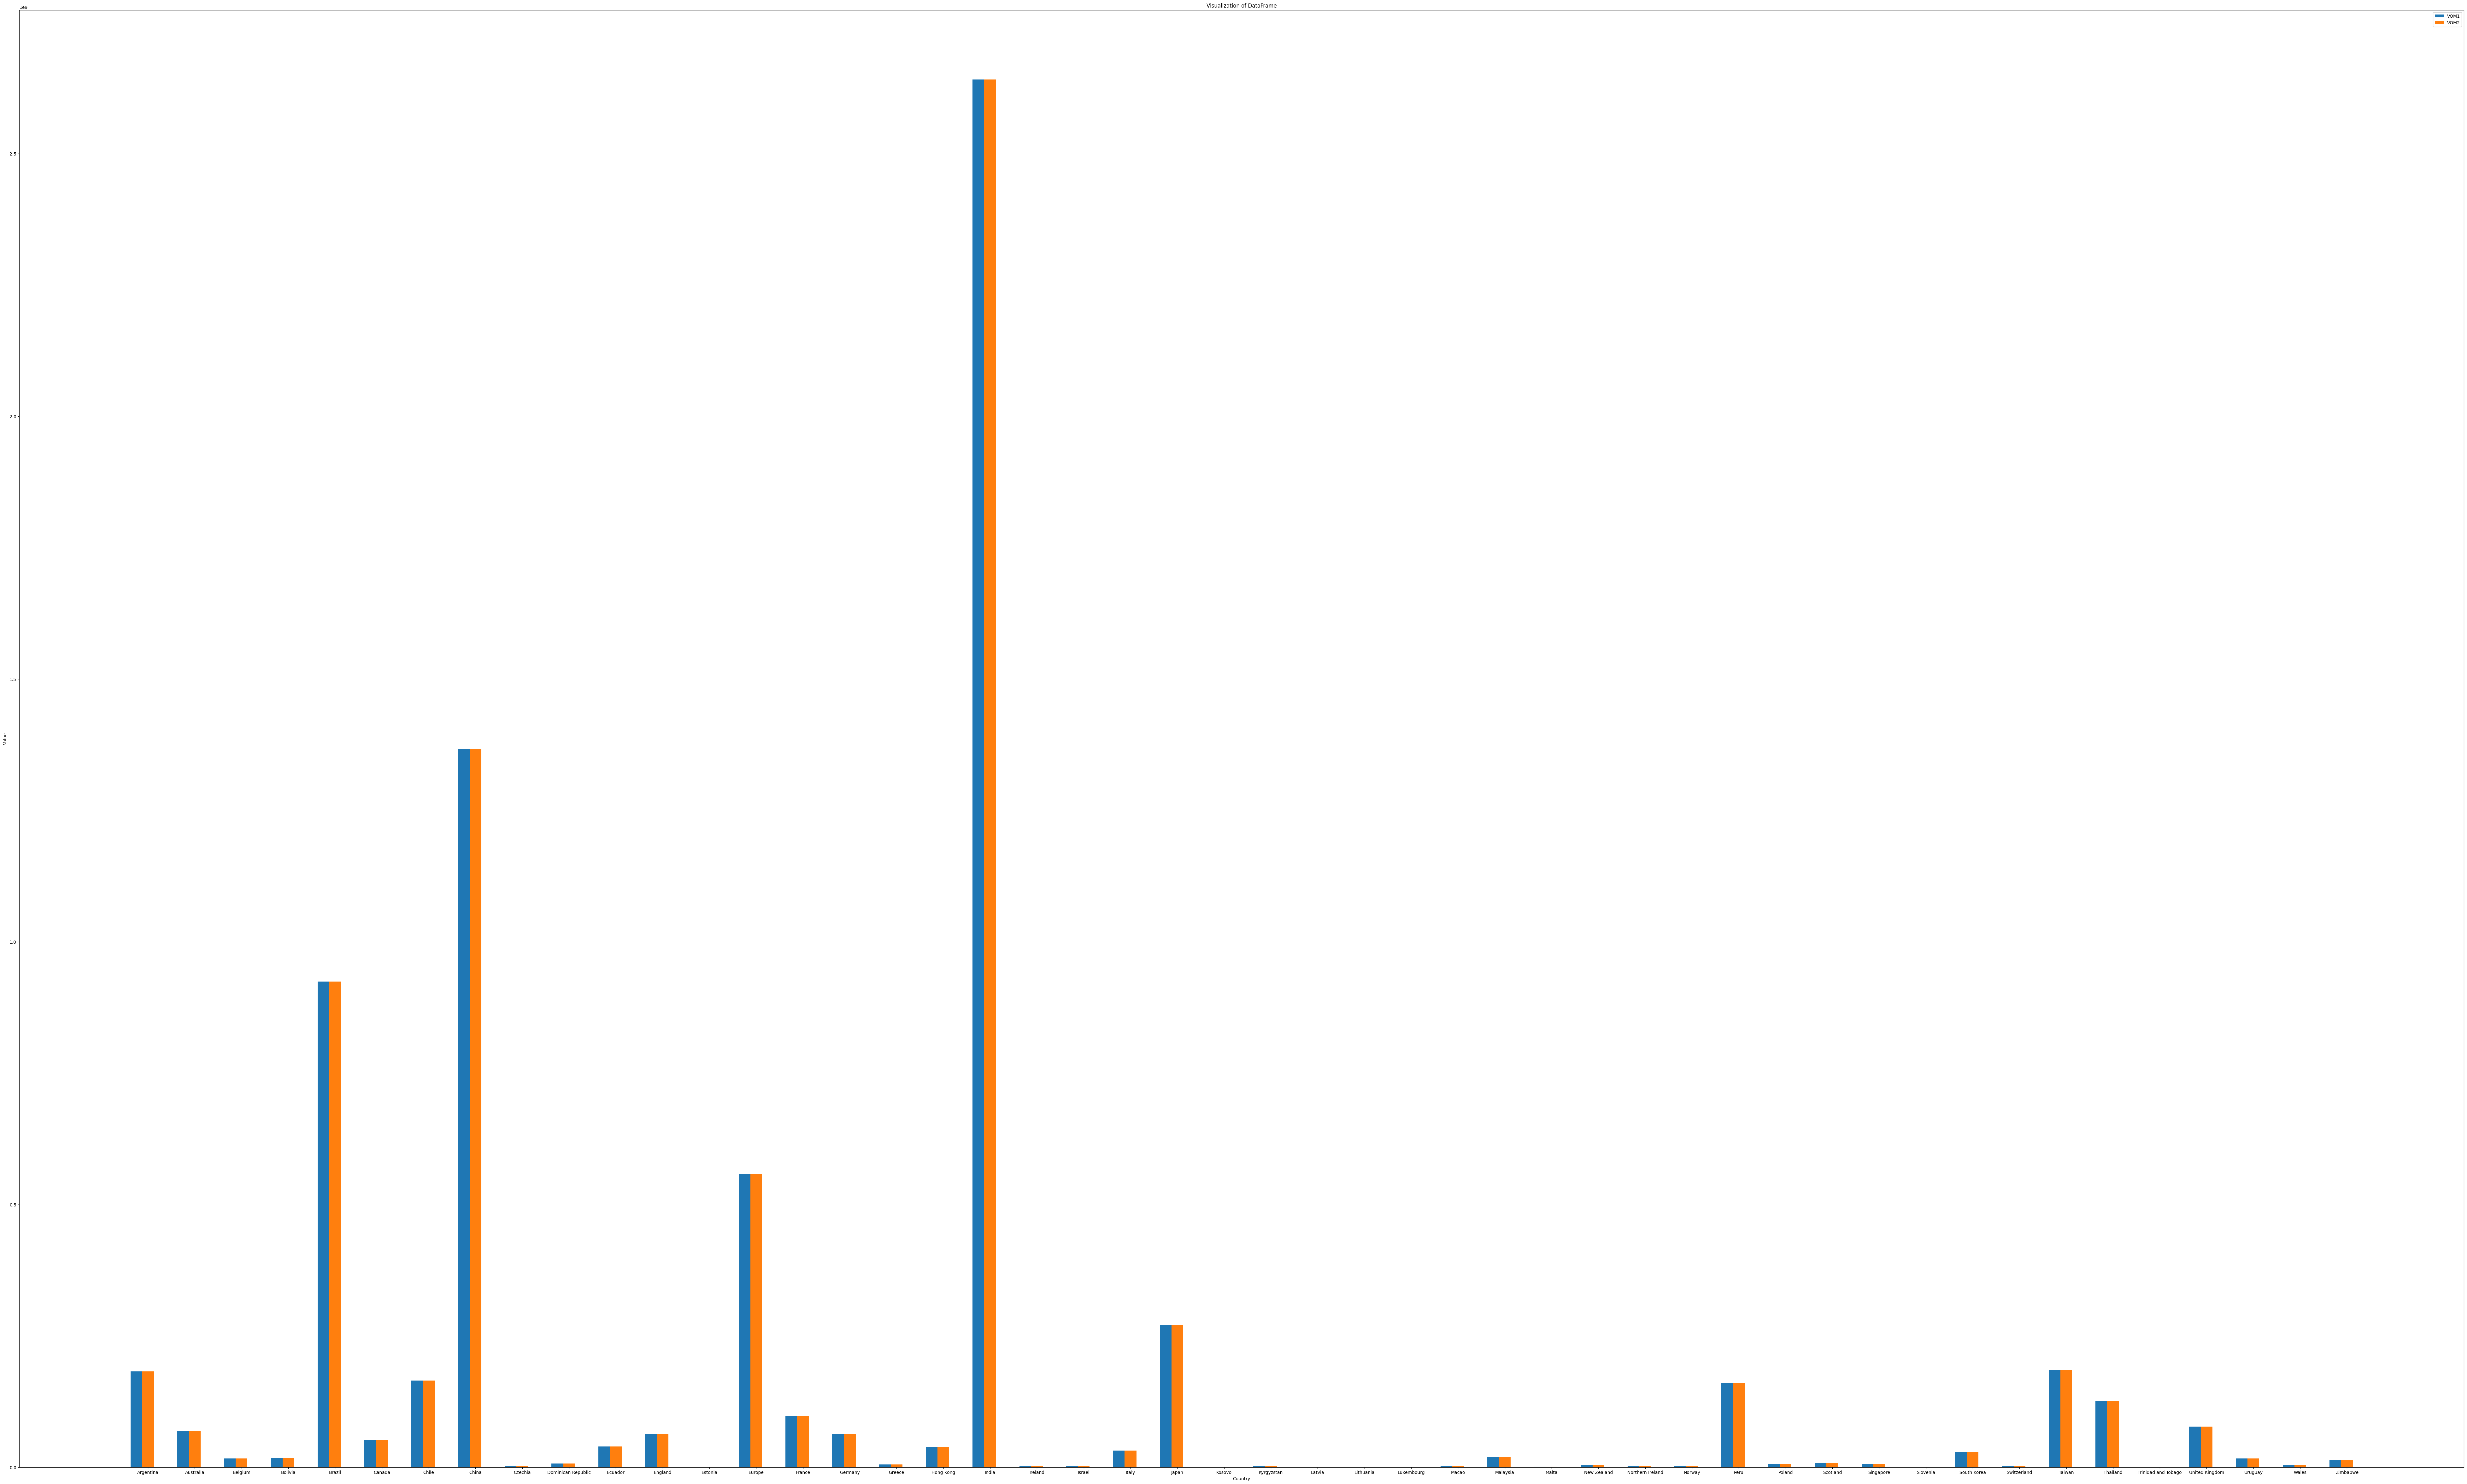 Visualization of DataFrame
1e9
VOM1
VOM2
2.5
2.0
1.5
1.0
0.5
0.0
Value
Argentina Australia Belgium Bolivia Brazil Canada Chile China Czechia Dominican Republic Ecuador England Estonia Europe France Germany Greece Hong Kong India Ireland Israel Italy Japan Kosovo Kyrgyzstan Latvia Lithuania Luxembourg Macao Malaysia Malta New Zealand Northern Ireland Norway Peru Poland Scotland Singapore Slovenia South Korea Switzerland Taiwan Thailand Trinidad and Tobago United Kingdom Uruguay Wales Zimbabwe
Country